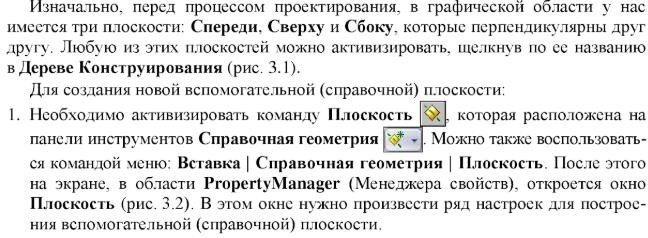 Изначально, перед процессом проектирования, в графической области у нас
имеется три плоскости: Спереди, Сверху и Сбоку, которые перпендикулярны друг
другу. Любую из этих плоскостей можно активизировать, щелкнув по ее названию
в Дереве Конструирования (рис. 3.1).
Для создания новой вспомогательной (справочной) плоскости:
1. Необходимо активизировать команду Плоскость , которая расположена на
панели инструментов Справочная геометрия . Можно также воспользовать-
ся командой меню: Вставка | Справочная геометрия | Плоскость. После этого
на экране, в области PropertyManager (Менеджера свойств), откроется окно
Плоскость (рис. 3.2). В этом окне нужно произвести ряд настроек для построе-
ния вспомогательной (справочной) плоскости.